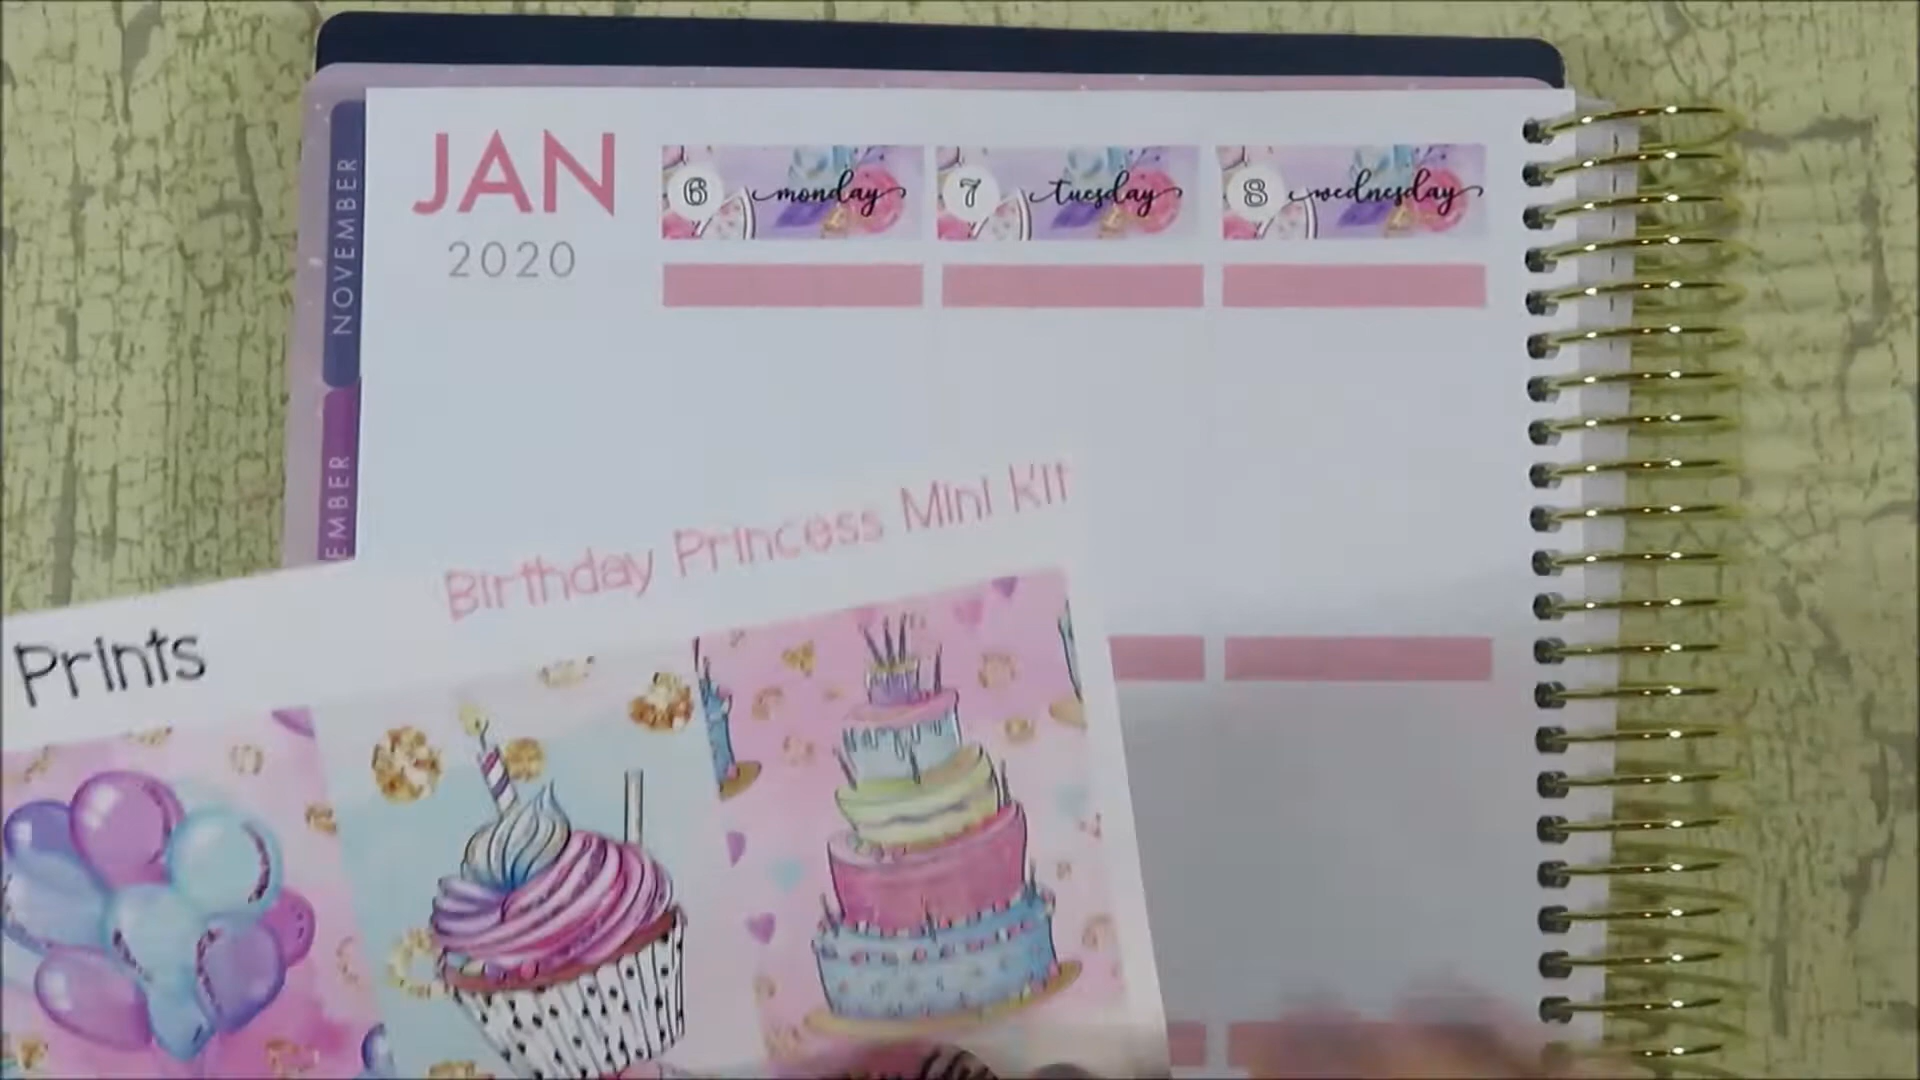 JAN
2020
6 monday
7 tuesday
8 wednesday
NOVEMBER
EMBER
Birthday Princess Mini Kit
Prints